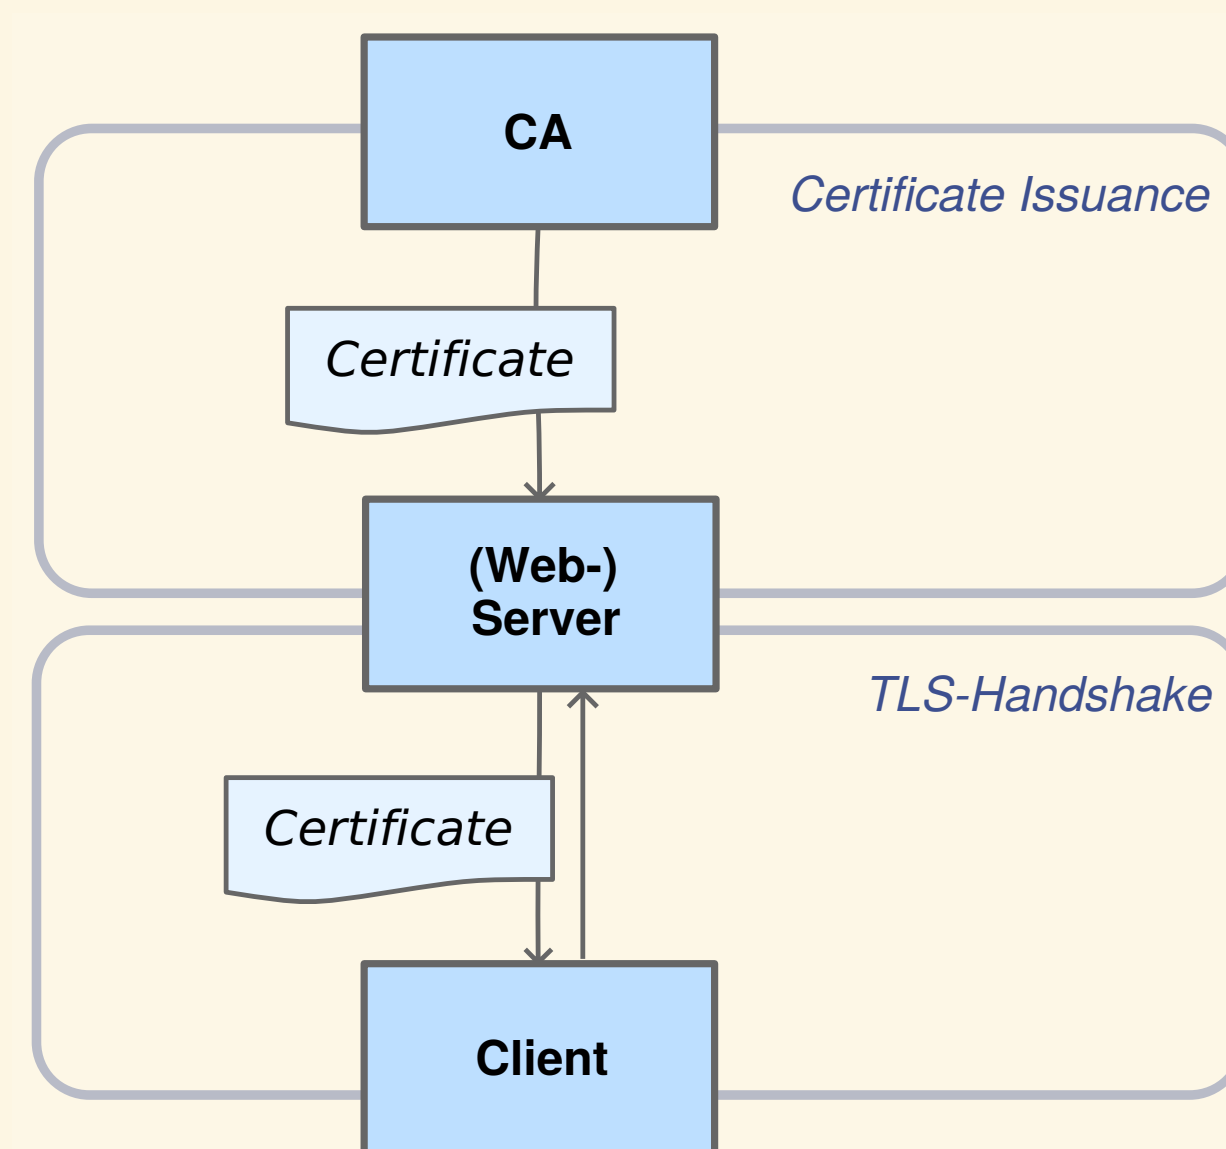 CA
Certificate Issuance
Certificate
(Web-)
Server
TLS-Handshake
Certificate
Client